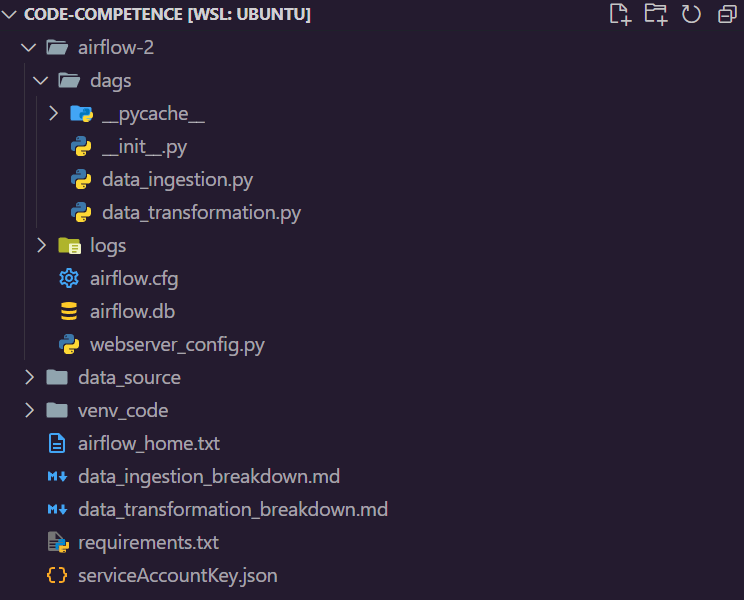 CODE-COMPETENCE [WSL: UBUNTU]
airflow-2
dags
__pycache__
__init__.py
data_ingestion.py
data_transformation.py
logs
airflow.cfg
airflow.db
webserver_config.py
data_source
venv_code
airflow_home.txt
data_ingestion_breakdown.md
data_transformation_breakdown.md
requirements.txt
serviceAccountKey.json